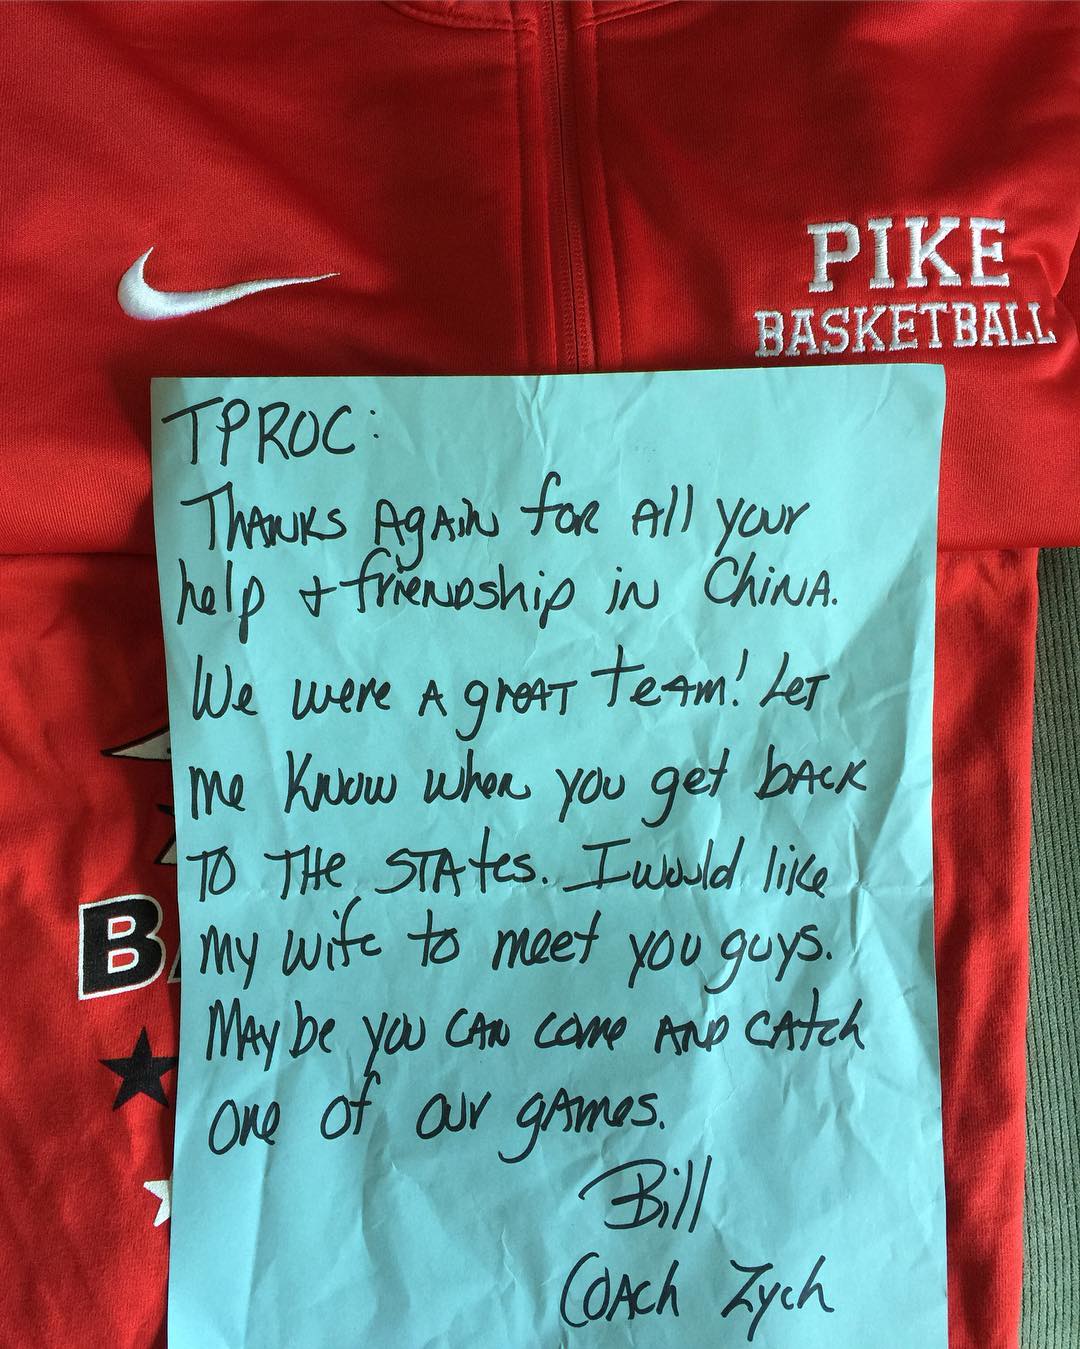 PIKE
BASKETBALL
TPROC:
THANKS AgAiN for All your
help + friendship in ChinA.
We were A greAT teAm! LeT
me Know when you get bACK
TO THe STAtes. I would like
my wife to meet you guys.
MAybe you CAN come AND CAtch
one of our gAmes.
Bill
COACh Zych
B